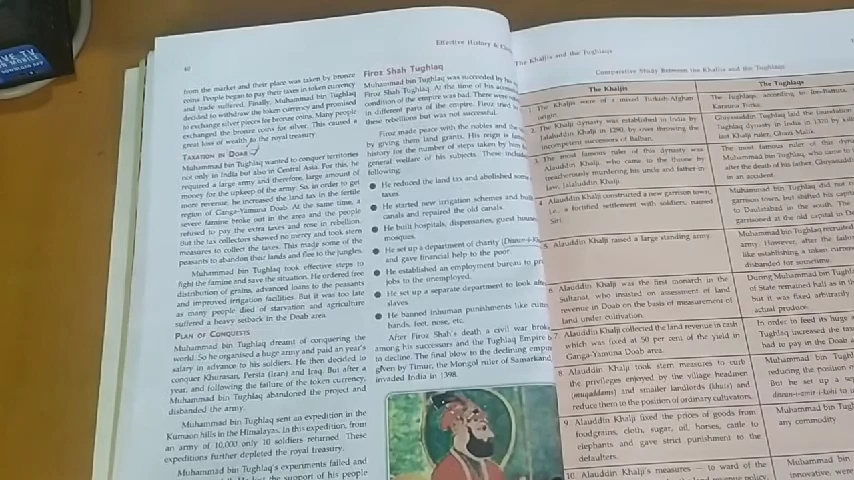 VE TV
60
Effective History &
from the market and their place was taken by bronze
coins. People began to pay their taxes in token currency
and trade suffered. Finally, Muhammad bin Tughlaq
decided to withdraw the token currency and promised
to exchange silver pieces for bronze coins. Many people
exchanged the bronze coins for silver. This caused a
great loss of wealth to the royal treasury.
TAXATION IN DOAB
Muhammad bin Tughlaq wanted to conquer territories
not only in India but also in Central Asia. For this, he
required a large army and therefore, large amount of
money for the upkeep of the army. So, in order to get
more revenue, he increased the land tax in the fertile
region of Ganga-Yamuna Doab. At the same time, a
severe famine broke out in the area and the people
refused to pay the extra taxes and rose in rebellion.
But the tax collectors showed no mercy and took stern
measures to collect the taxes. This made some of the
peasants to abandon their lands and flee to the jungles.
Muhammad bin Tughlaq took effective steps to
fight the famine and save the situation. He ordered free
distribution of grains, advanced loans to the peasants
and improved irrigation facilities. But it was too late
as many people died of starvation and agriculture
suffered a heavy setback in the Doab area.
PLAN OF CONQUESTS
Muhammad bin Tughlaq dreamt of conquering the
world. So he organised a huge army and paid an year's
salary in advance to his soldiers. He then decided to
conquer Khurasan, Persia (Iran) and Iraq. But after a
year, and following the failure of the token currency,
Muhammad bin Tughlaq abandoned the project and
disbanded the army.
Muhammad bin Tughlaq sent an expedition in the
Kumaon hills in the Himalayas. In this expedition, from
an army of 10,000 only 10 soldiers returned. These
expeditions further depleted the royal treasury.
Muhammad bin Tughlaq's experiments failed and
the support of his people
Firoz Shah Tughlaq
Muhammad bin Tughlaq was succeeded by his
Firoz Shah Tughlaq. At the time of his
condition of the empire was bad. There were
in different parts of the empire. Firuz tried
these rebellions but was not successful.
Firoz made peace with the nobles and the
by giving them land grants. His reign is
history for the number of steps taken by him
general welfare of his subjects. These
following:
● He reduced the land tax and abolished some
taxes.
● He started new irrigation schemes and built
canals and repaired the old canals.
● He built hospitals, dispensaries, guest houses
mosques.
● He set up a department of charity (Diwan-i-
and gave financial help to the poor.
● He established an employment bureau to
jobs to the unemployed.
● He set up a separate department to look after
slaves.
● He banned inhuman punishments like
hands, feet, nose, etc.
After Firoz Shah's death a civil war broke
among his successors and the Tughlaq Empire
to decline. The final blow to the declining empire
given by Timur, the Mongol ruler of Samarkand,
invaded India in 1398.
The Khaljis and the Tughlaqs
Comparative Study Between the Khaljis and the Tughlaqs
The Khaljis
1. The Khaljis were of a mixed Turkish-Afghan
origin.
2. The Khalji dynasty was established in India by
Jalaluddin Khalji in 1290, by over throwing the
incompetent successors of Balban.
3. The most famous ruler of this dynasty was
Alauddin Khalji, who came to the throne by
treacherously murdering his uncle and father-in
law, Jalaluddin Khalji.
4. Alauddin Khalji constructed a new garrison town,
i.e., a fortified settlement with soldiers, named
Siri.
5. Alauddin Khalji raised a large standing army.
6. Alauddin Khalji was the first monarch in the
Sultanat, who insisted on assessment of land
revenue in Doab on the basis of measurement of
land under cultivation.
7. Alauddin Khalji collected the land revenue in cash
which was fixed at 50 per cent of the yield in
Ganga-Yamuna Doab area.
8. Alauddin Khalji took steps measures to curb
the privileges enjoyed by the village headmen
(muqaddams) and smaller landlords (khuts) and
reduce them to the position of ordinary cultivators.
9. Alauddin Khalji fixed the prices of goods from
foodgrains, cloths, sugar, oil, horses, cattle to
elephants and gave strict punishment to the
defaulters.
10. Alauddin Khalji's measures — to ward of the
revenue policy,
The Tughlaqs
The Tughlaqs, according to Ibn-Batuta,
Karauna Turks.
Ghiyasuddin Tughlaq laid the foundation
Tughlaq dynasty in India in 1320 by
last Khalji ruler, Ghazi Malik.
The most famous ruler of this
Muhammad bin Tughlaq, who came to
after the death of his father, Ghiyasuddin
in an accident.
Muhammad bin Tughlaq did not
garrison town, but shifted his capital
to Daulatabad in the south. The
garrisoned at the old capital in
Muhammad bin Tughlaq recruited
army. However, after the
like establishing a token currency
disbanded for sometime.
During Muhammad bin Tughlaq
of State remained half as in
but it was fixed arbitrarily
actual produce.
In order to feed its huge
Tughlaq increased the tax
had to pay in the Doab
Muhammad bin Tughlaq
reducing the position
But he set up a
diwan-i-amir-i-kohi to
Muhammad bin Tughlaq
any commodity.
Muhammad bin
innovative, were